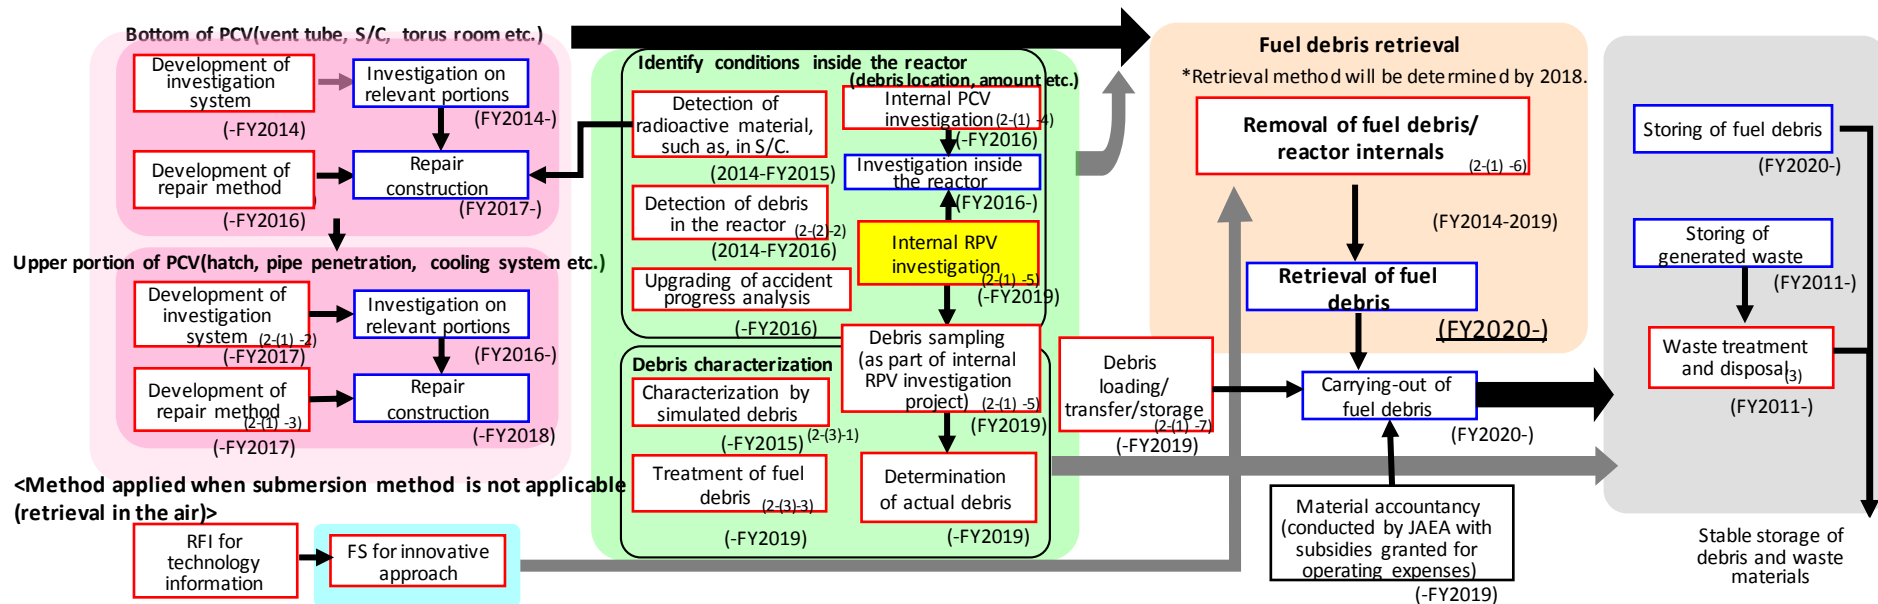 Bottom of PCV(vent tube, S/C, torus room etc.)
Development of
investigation
system
(-FY2014)
Investigation on
relevant portions
(FY2014-)
Development of
repair method
(-FY2016)
Repair
construction
(FY2017-)
Upper portion of PCV(hatch, pipe penetration, cooling system etc.)
Development of
investigation
system (2-(1) -2)
(-FY2017)
Investigation on
relevant portions
(FY2016-)
Development of
repair method
(2-(1) -3)
(-FY2017)
Repair
construction
(-FY2018)
<Method applied when submersion method is not applicable
(retrieval in the air)>
RFI for
technology
information
FS for innovative
approach
Identify conditions inside the reactor
(debris location, amount etc.)
Detection of
radioactive material,
such as, in S/C.
(2014-FY2015)
Internal PCV
investigation (2-(1) -4)
(-FY2016)
Investigation inside
the reactor
(FY2016-)
Detection of debris
in the reactor (2-(2)-2)
(2014-FY2016)
Internal RPV
investigation
(2-(1) -5)
(-FY2019)
Upgrading of accident
progress analysis
(-FY2016)
Debris characterization
Characterization by
simulated debris
(-FY2015) (2-(3)-1)
Debris sampling
(as part of internal
RPV investigation
project) (2-(1) -5)
(FY2019)
Treatment of fuel
debris (2-(3)-3)
(-FY2019)
Determination
of actual debris
(-FY2019)
Debris
loading/
transfer/storage
(2-(1) -7)
(-FY2019)
Fuel debris retrieval
*Retrieval method will be determined by 2018.
Removal of fuel debris/
reactor internals
(2-(1) -6)
(FY2014-2019)
Retrieval of fuel
debris
(FY2020-)
Carrying-out of
fuel debris
(FY2020-)
Material accountancy
(conducted by JAEA with
subsidies granted for
operating expenses)
(-FY2019)
Storing of fuel debris
(FY2020-)
Storing of
generated waste
(FY2011-)
Waste treatment
and disposal (3)
(FY2011-)
Stable storage of
debris and waste
materials